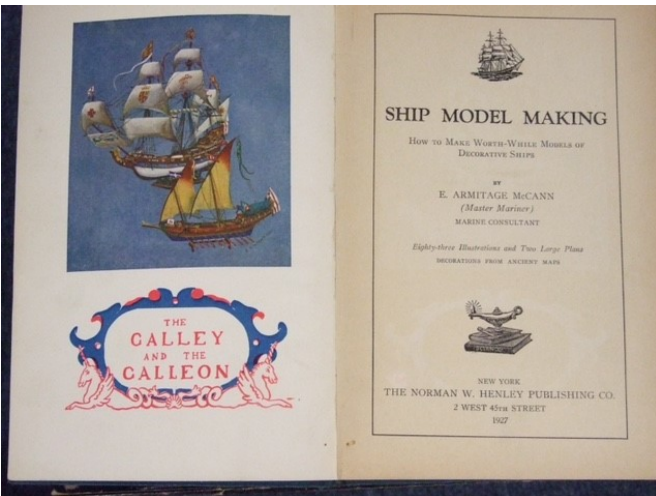 THE
GALLEY
AND THE
GALLEON
SHIP MODEL MAKING
How to Make Worth-While Models of
Decorative Ships
BY
E. ARMITAGE McCANN
(Master Mariner)
MARINE CONSULTANT
Eighty-three Illustrations and Two Large Plans
DECORATIONS FROM ANCIENT MAPS
NEW YORK
THE NORMAN W. HENLEY PUBLISHING CO.
2 WEST 45TH STREET
1927